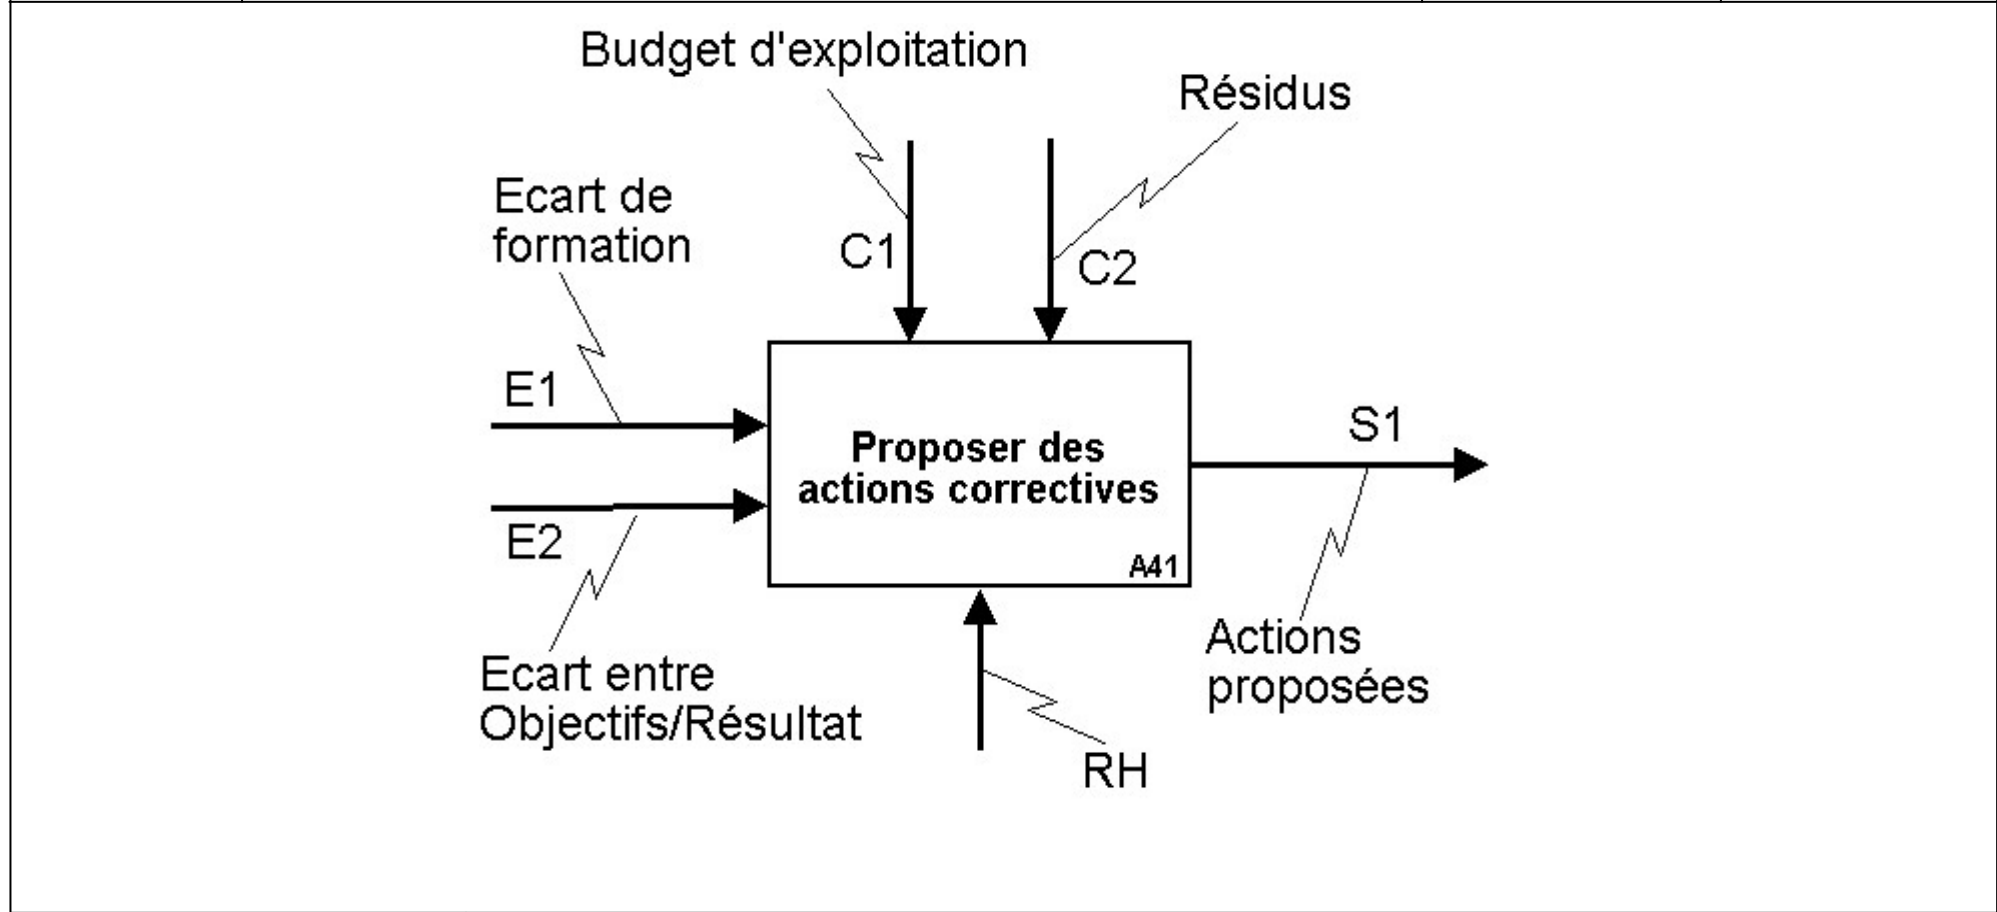 Budget d'exploitation
Résidus
Ecart de
formation
C1
C2
E1
S1
Proposer des
actions correctives
E2
A41
Actions
proposées
Ecart entre
Objectifs/Résultat
RH